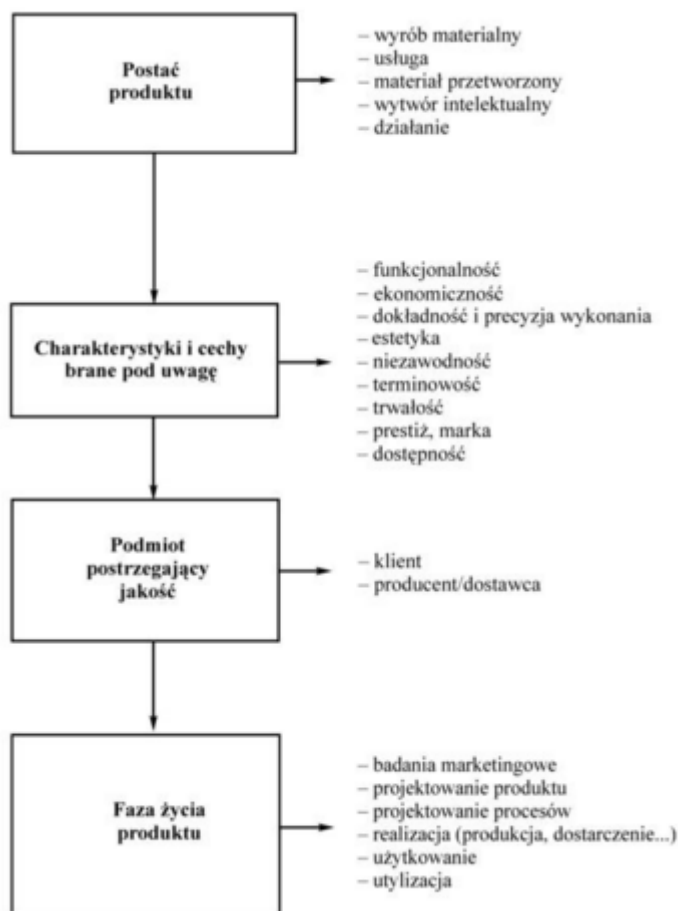 Postać
produktu
– wyrób materialny
– usługa
– materiał przetworzony
– wytwór intelektualny
– działanie
Charakterystyki i cechy
brane pod uwagę
– funkcjonalność
– ekonomiczność
– dokładność i precyzja wykonania
– estetyka
– niezawodność
– terminowość
– trwałość
– prestiż, marka
– dostępność
Podmiot
postrzegający
jakość
– klient
– producent/dostawca
Faza życia
produktu
– badania marketingowe
– projektowanie produktu
– projektowanie procesów
– realizacja (produkcja, dostarczenie...)
– użytkowanie
– utylizacja